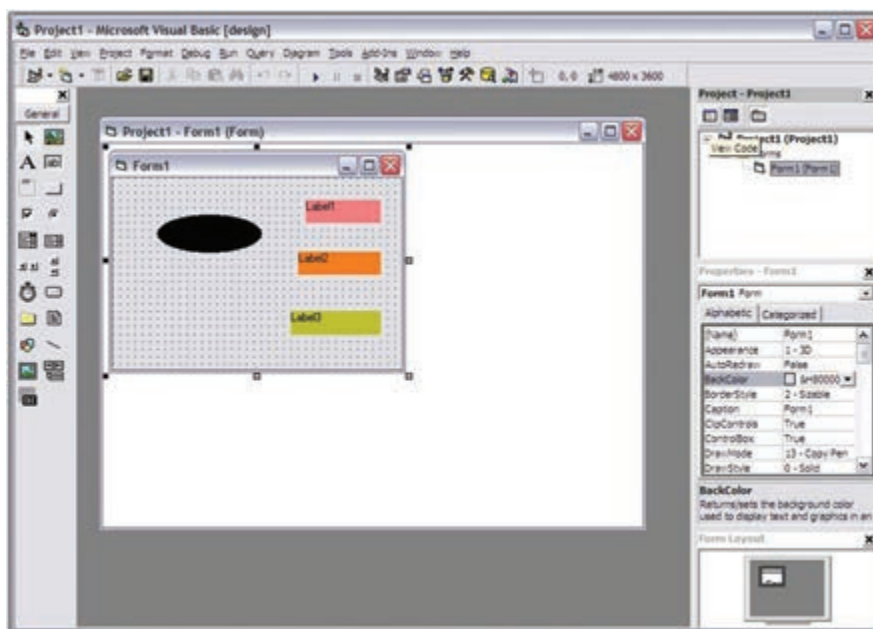 Project1 - Microsoft Visual Basic [design]
File Edit View Project Format Debug Run Query Diagram Tools Add-Ins Window Help
0, 0 4800 x 3600
General
Project1 - Form1 (Form)
Form1
Label1
Label2
Label3
Project - Project1
Project1 (Project1)
View Code
Form1 (Form1)
Properties - Form1
Form1 Form
Alphabetic Categorized
(Name) Form1
Appearance 1 - 3D
AutoRedraw False
BackColor &H80000
BorderStyle 2 - Sizable
Caption Form1
ClipControls True
ControlBox True
DrawMode 13 - Copy Pen
DrawStyle 0 - Solid
BackColor
Returns/sets the background color
used to display text and graphics in an
Form Layout